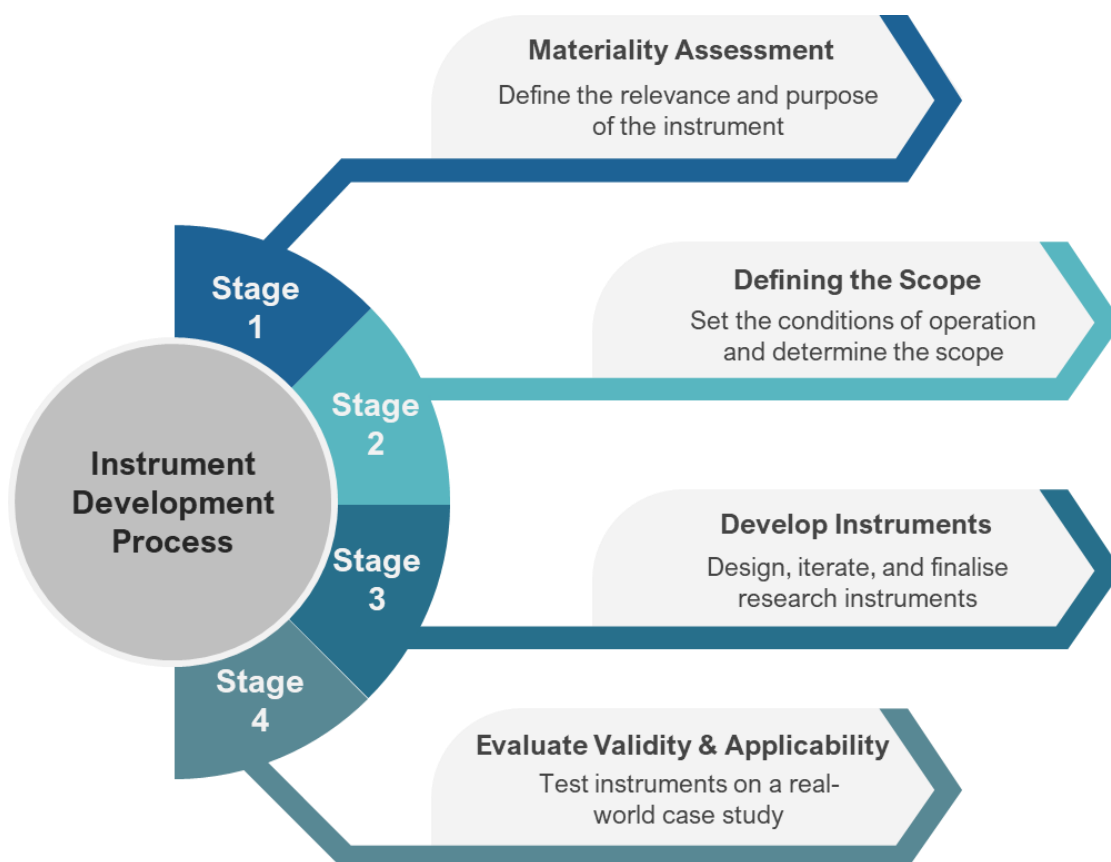 Materiality Assessment
Define the relevance and purpose
of the instrument
Stage
1
Defining the Scope
Set the conditions of operation
and determine the scope
Stage
2
Instrument
Development
Process
Develop Instruments
Design, iterate, and finalise
research instruments
Stage
3
Stage
4
Evaluate Validity & Applicability
Test instruments on a real-
world case study